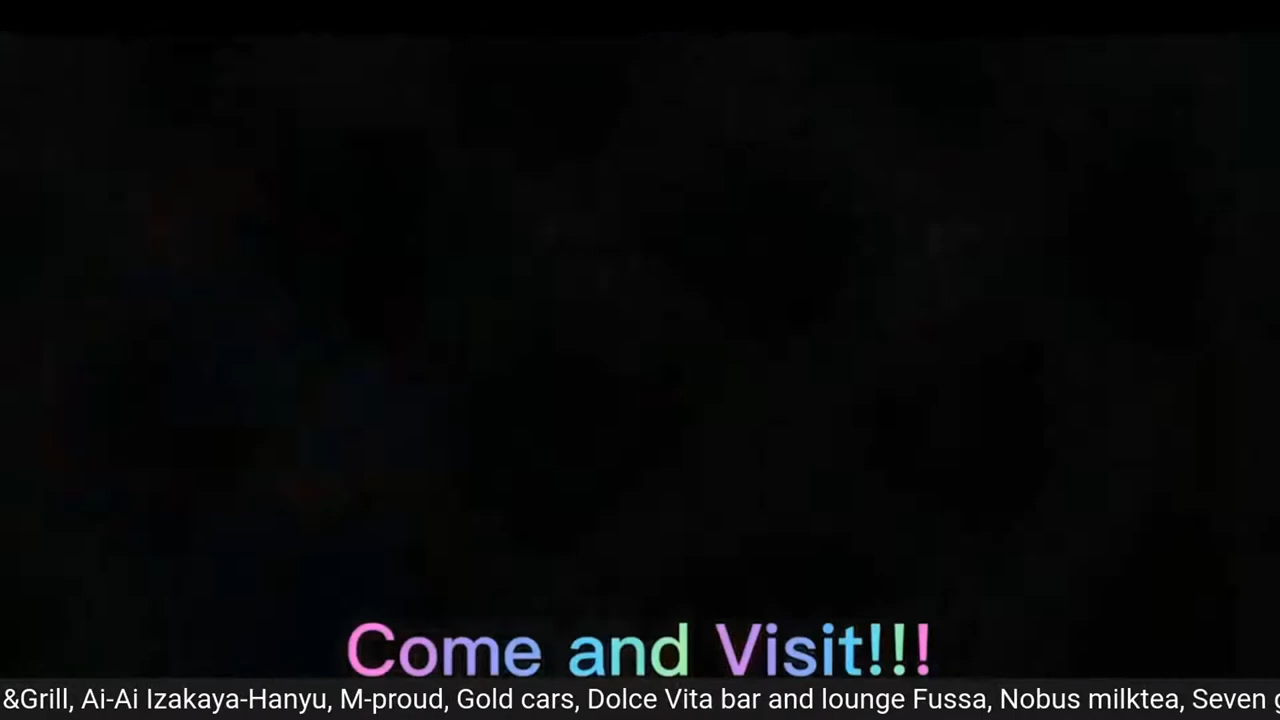 Come and Visit!!!
&Grill, Ai-Ai Izakaya-Hanyu, M-proud, Gold cars, Dolce Vita bar and lounge Fussa, Nobus milktea, Seven g